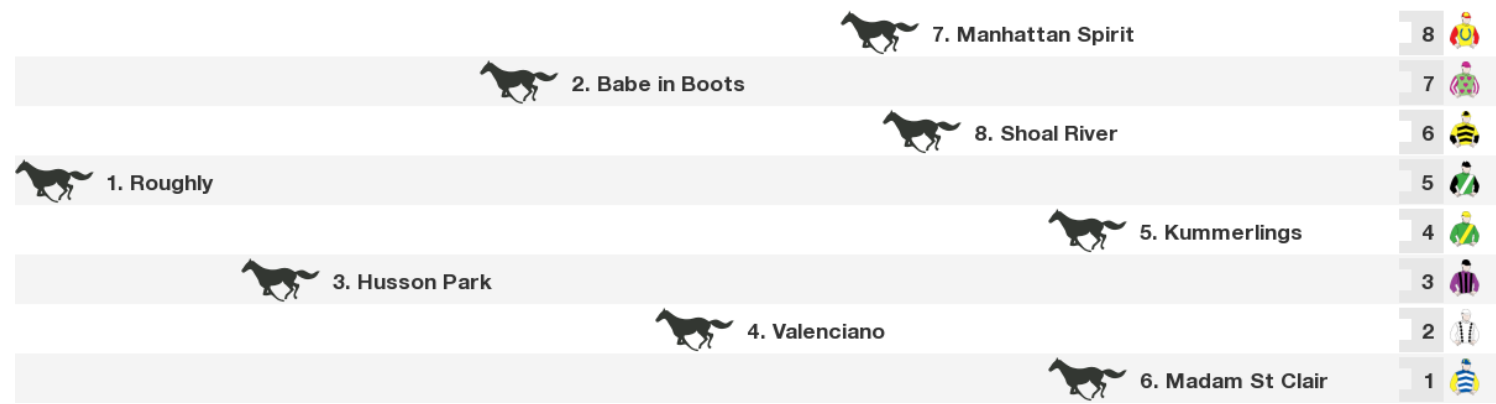 7. Manhattan Spirit 8
2. Babe in Boots 7
8. Shoal River 6
1. Roughly 5
5. Kummerlings 4
3. Husson Park 3
4. Valenciano 2
6. Madam St Clair 1